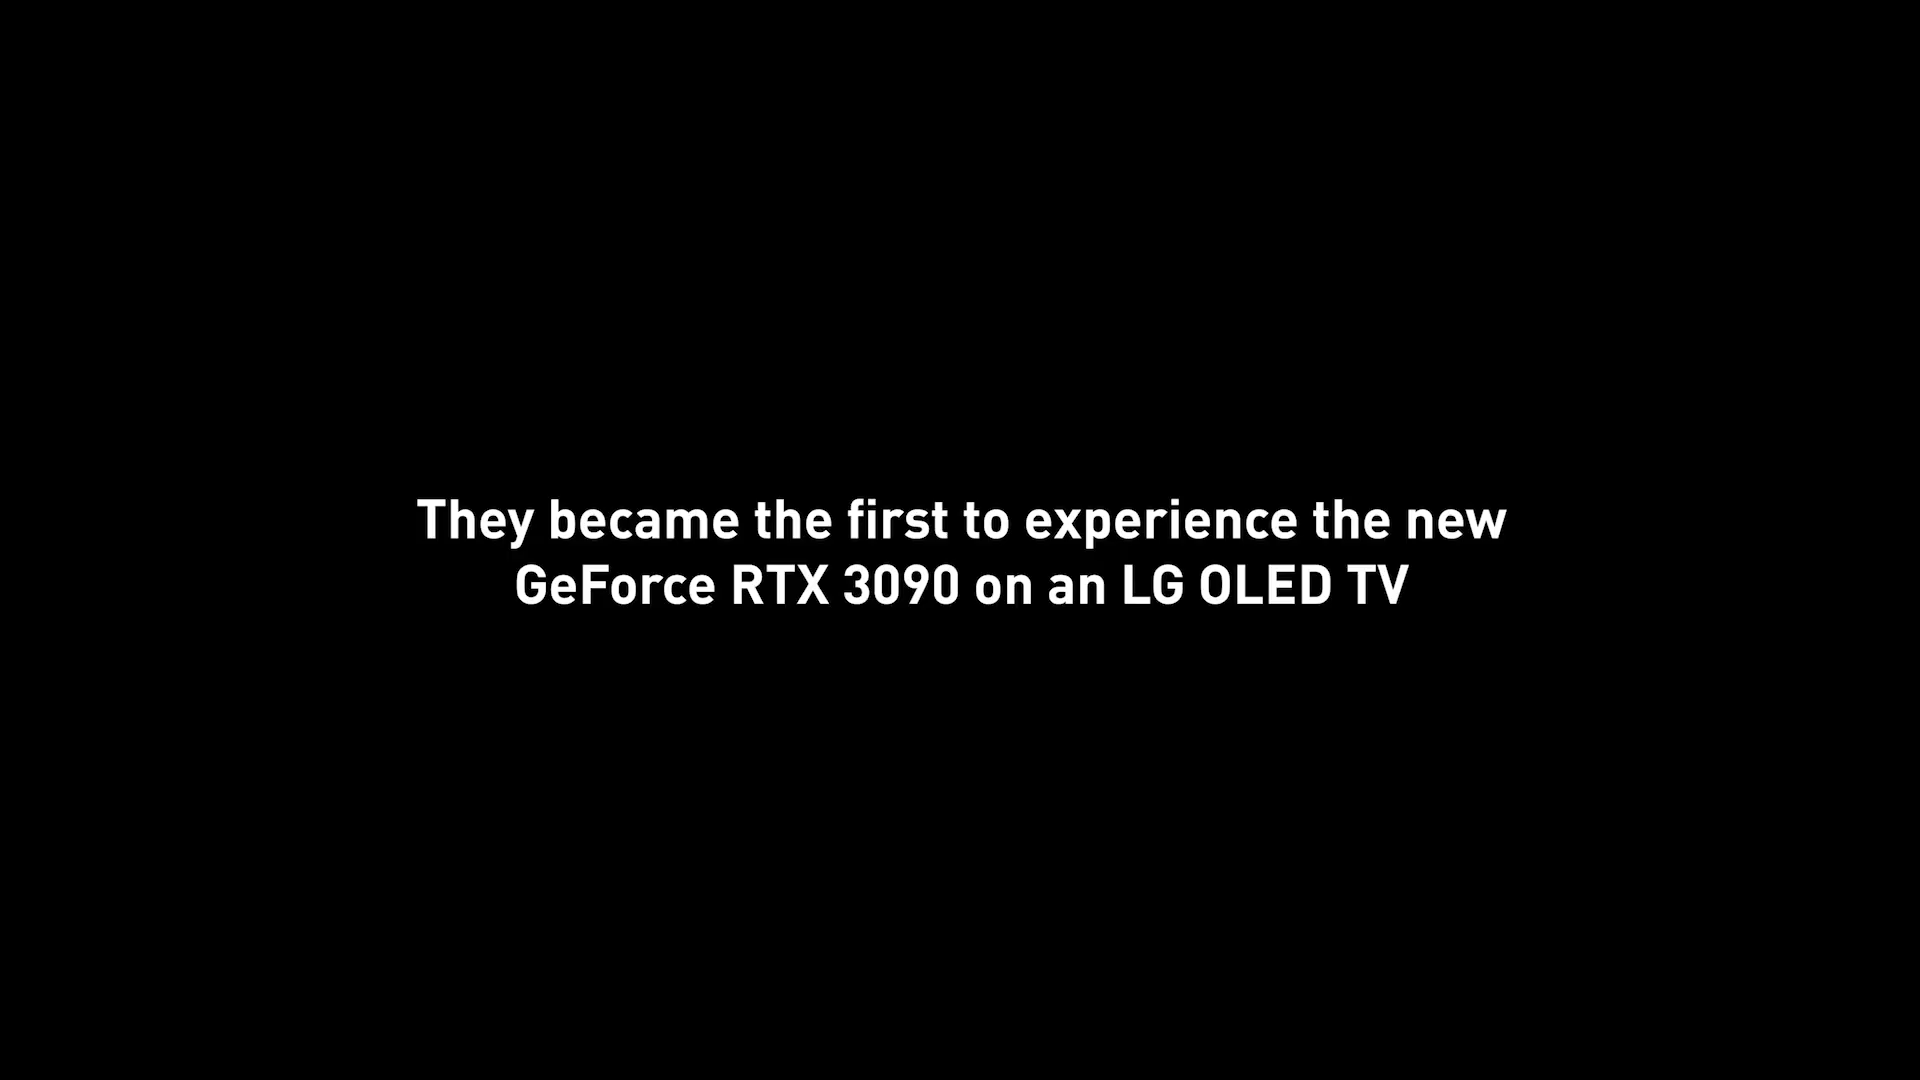 They became the first to experience the new
GeForce RTX 3090 on an LG OLED TV